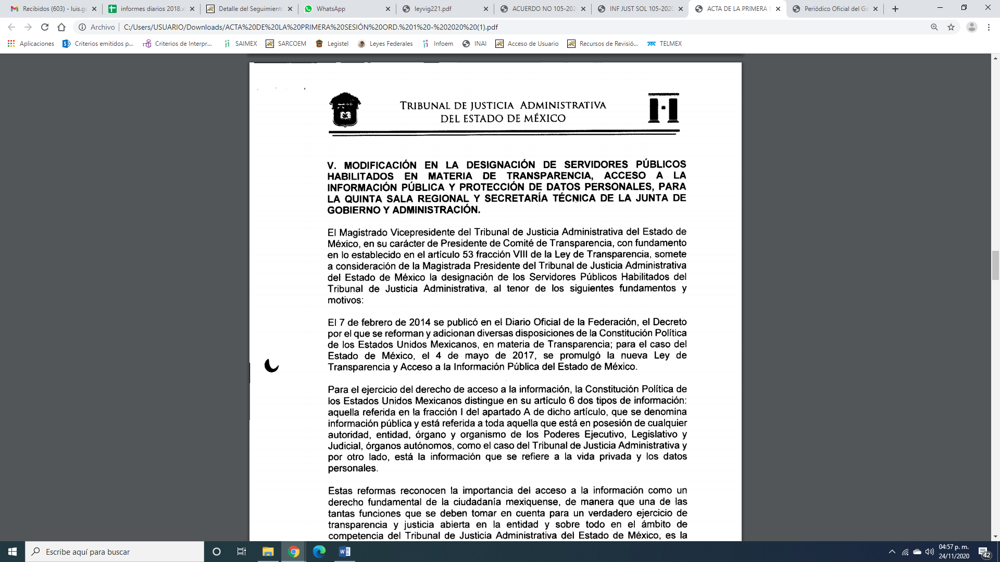 Recibidos (603) - luis.gu
informes diarios 2018.x
Detalle del Seguimiento
WhatsApp
leyvig221.pdf
ACUERDO NO 105-202
INF JUST SOL 105-2020
ACTA DE LA PRIMERA S
Periódico Oficial del Go
Archivo | C:/Users/USUARIO/Downloads/ACTA%20DE%20LA%20PRIMERA%20SESIÓN%20ORD.%201%20-%202020%20(1).pdf
Aplicaciones
Criterios emitidos p...
Criterios de Interpr...
SAIMEX
SARCOEM
Legistel
Leyes Federales
Infoem
INAI
Acceso de Usuario
Recursos de Revisió...
TELMEX
TRIBUNAL DE JUSTICIA ADMINISTRATIVA
DEL ESTADO DE MÉXICO
V. MODIFICACIÓN EN LA DESIGNACIÓN DE SERVIDORES PÚBLICOS
HABILITADOS EN MATERIA DE TRANSPARENCIA, ACCESO A LA
INFORMACIÓN PÚBLICA Y PROTECCIÓN DE DATOS PERSONALES, PARA
LA QUINTA SALA REGIONAL Y SECRETARÍA TÉCNICA DE LA JUNTA DE
GOBIERNO Y ADMINISTRACIÓN.
El Magistrado Vicepresidente del Tribunal de Justicia Administrativa del Estado de
México, en su carácter de Presidente de Comité de Transparencia, con fundamento
en lo establecido en el artículo 53 fracción VIII de la Ley de Transparencia, somete
a consideración de la Magistrada Presidente del Tribunal de Justicia Administrativa
del Estado de México la designación de los Servidores Públicos Habilitados del
Tribunal de Justicia Administrativa, al tenor de los siguientes fundamentos y
motivos:
El 7 de febrero de 2014 se publicó en el Diario Oficial de la Federación, el Decreto
por el que se reforman y adicionan diversas disposiciones de la Constitución Política
de los Estados Unidos Mexicanos, en materia de Transparencia; para el caso del
Estado de México, el 4 de mayo de 2017, se promulgó la nueva Ley de
Transparencia y Acceso a la Información Pública del Estado de México.
Para el ejercicio del derecho de acceso a la información, la Constitución Política de
los Estados Unidos Mexicanos distingue en su artículo 6 dos tipos de información:
aquella referida en la fracción I del apartado A de dicho artículo, que se denomina
información pública y está referida a toda aquella que está en posesión de cualquier
autoridad, entidad, órgano y organismo de los Poderes Ejecutivo, Legislativo y
Judicial, órganos autónomos, como el caso del Tribunal de Justicia Administrativa y
por otro lado, está la información que se refiere a la vida privada y los datos
personales.
Estas reformas reconocen la importancia del acceso a la información como un
derecho fundamental de la ciudadanía mexiquense, de manera que una de las
tantas funciones que se deben tomar en cuenta para un verdadero ejercicio de
transparencia y justicia abierta en la entidad y sobre todo en el ámbito de
competencia del Tribunal de Justicia Administrativa del Estado de México, es la
Escribe aquí para buscar
04:57 p. m.
24/11/2020
42